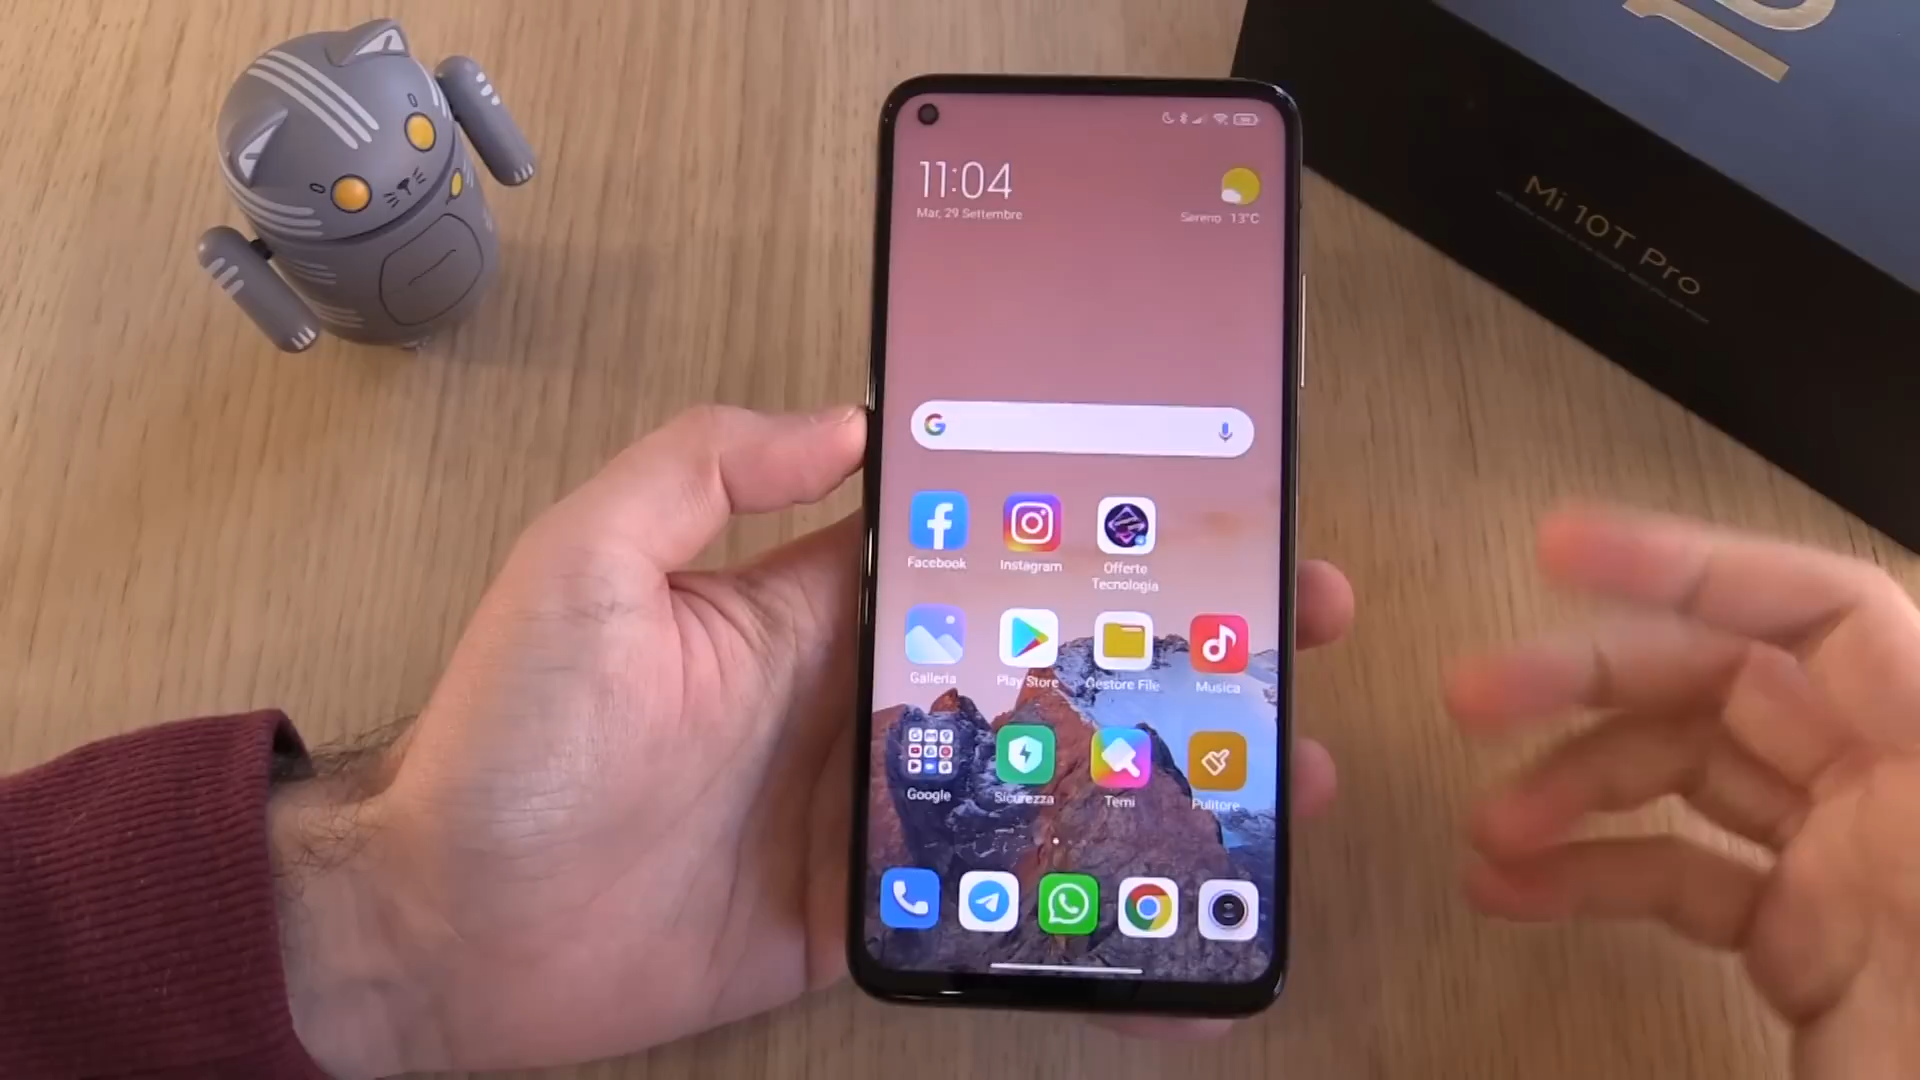 10
Mi 10T Pro
11:04
Mar, 29 Settembre
Sereno 13°C
Facebook
Instagram
Offerte
Tecnologia
Galleria
Play Store
Gestore File
Musica
Google
Sicurezza
Temi
Pulitore